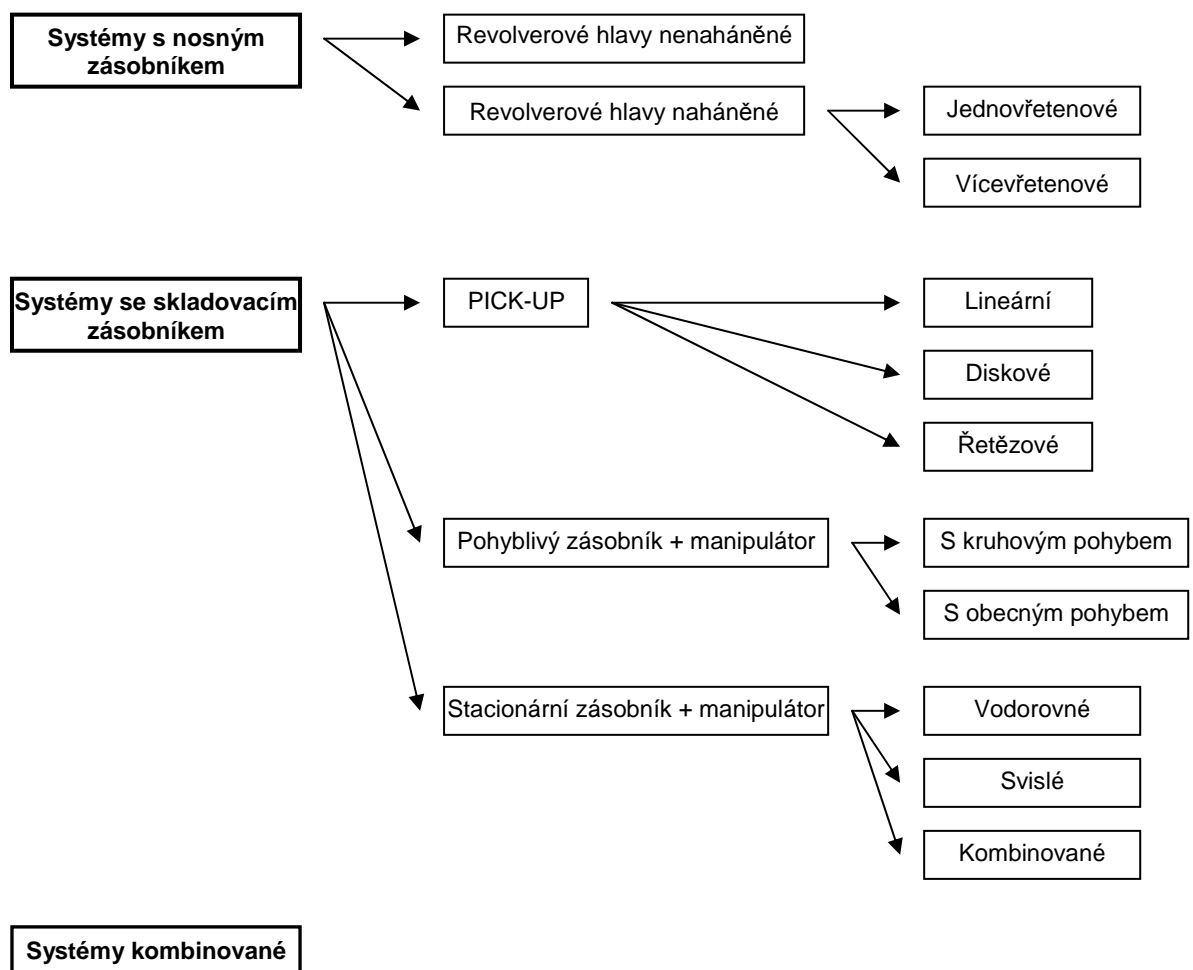 Systémy s nosným
zásobníkem
Revolverové hlavy nenaháněné
Revolverové hlavy naháněné
Jednovřetenové
Vícevřetenové
Systémy se skladovacím
zásobníkem
PICK-UP
Lineární
Diskové
Řetězové
Pohyblivý zásobník + manipulátor
S kruhovým pohybem
S obecným pohybem
Stacionární zásobník + manipulátor
Vodorovné
Svislé
Kombinované
Systémy kombinované